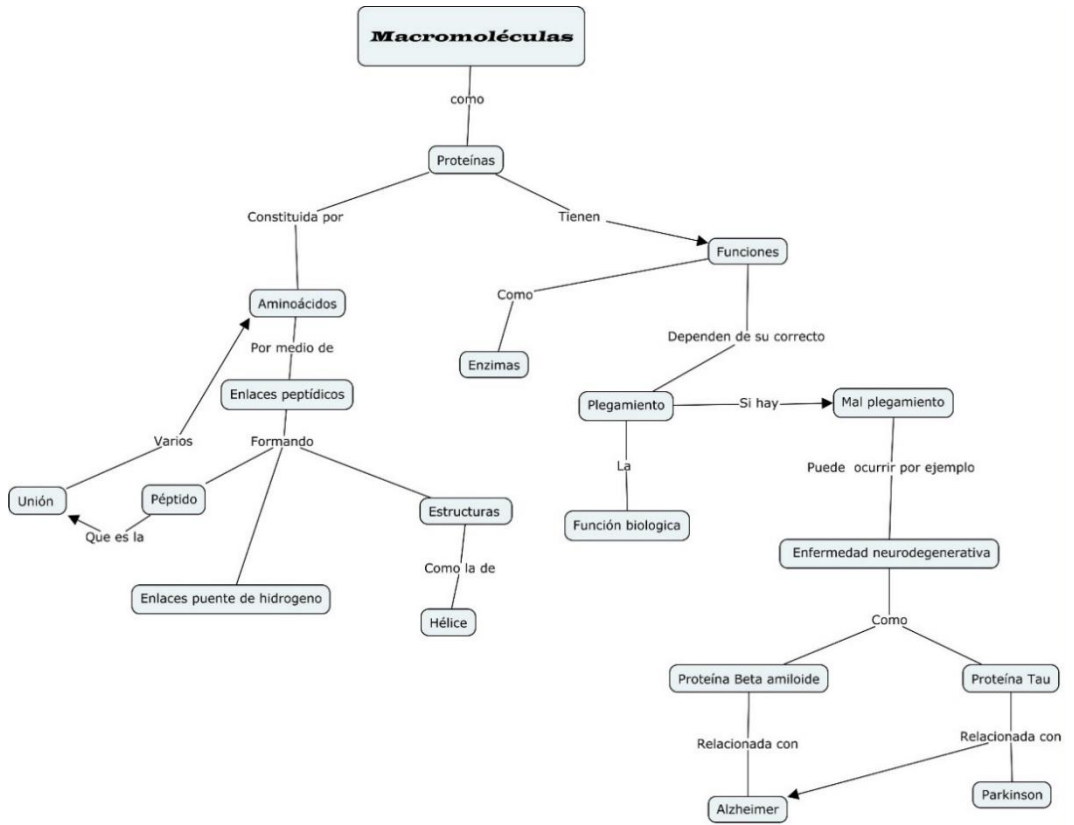 Macromoléculas
como
Proteínas
Constituida por
Tienen
Funciones
Como
Aminoácidos
Dependen de su correcto
Por medio de
Enzimas
Enlaces peptídicos
Plegamiento
Si hay
Mal plegamiento
Varios
Formando
La
Puede ocurrir por ejemplo
Unión
Péptido
Estructuras
Función biologica
Que es la
Enfermedad neurodegenerativa
Como la de
Enlaces puente de hidrogeno
Hélice
Como
Proteína Beta amiloide
Proteína Tau
Relacionada con
Relacionada con
Alzheimer
Parkinson